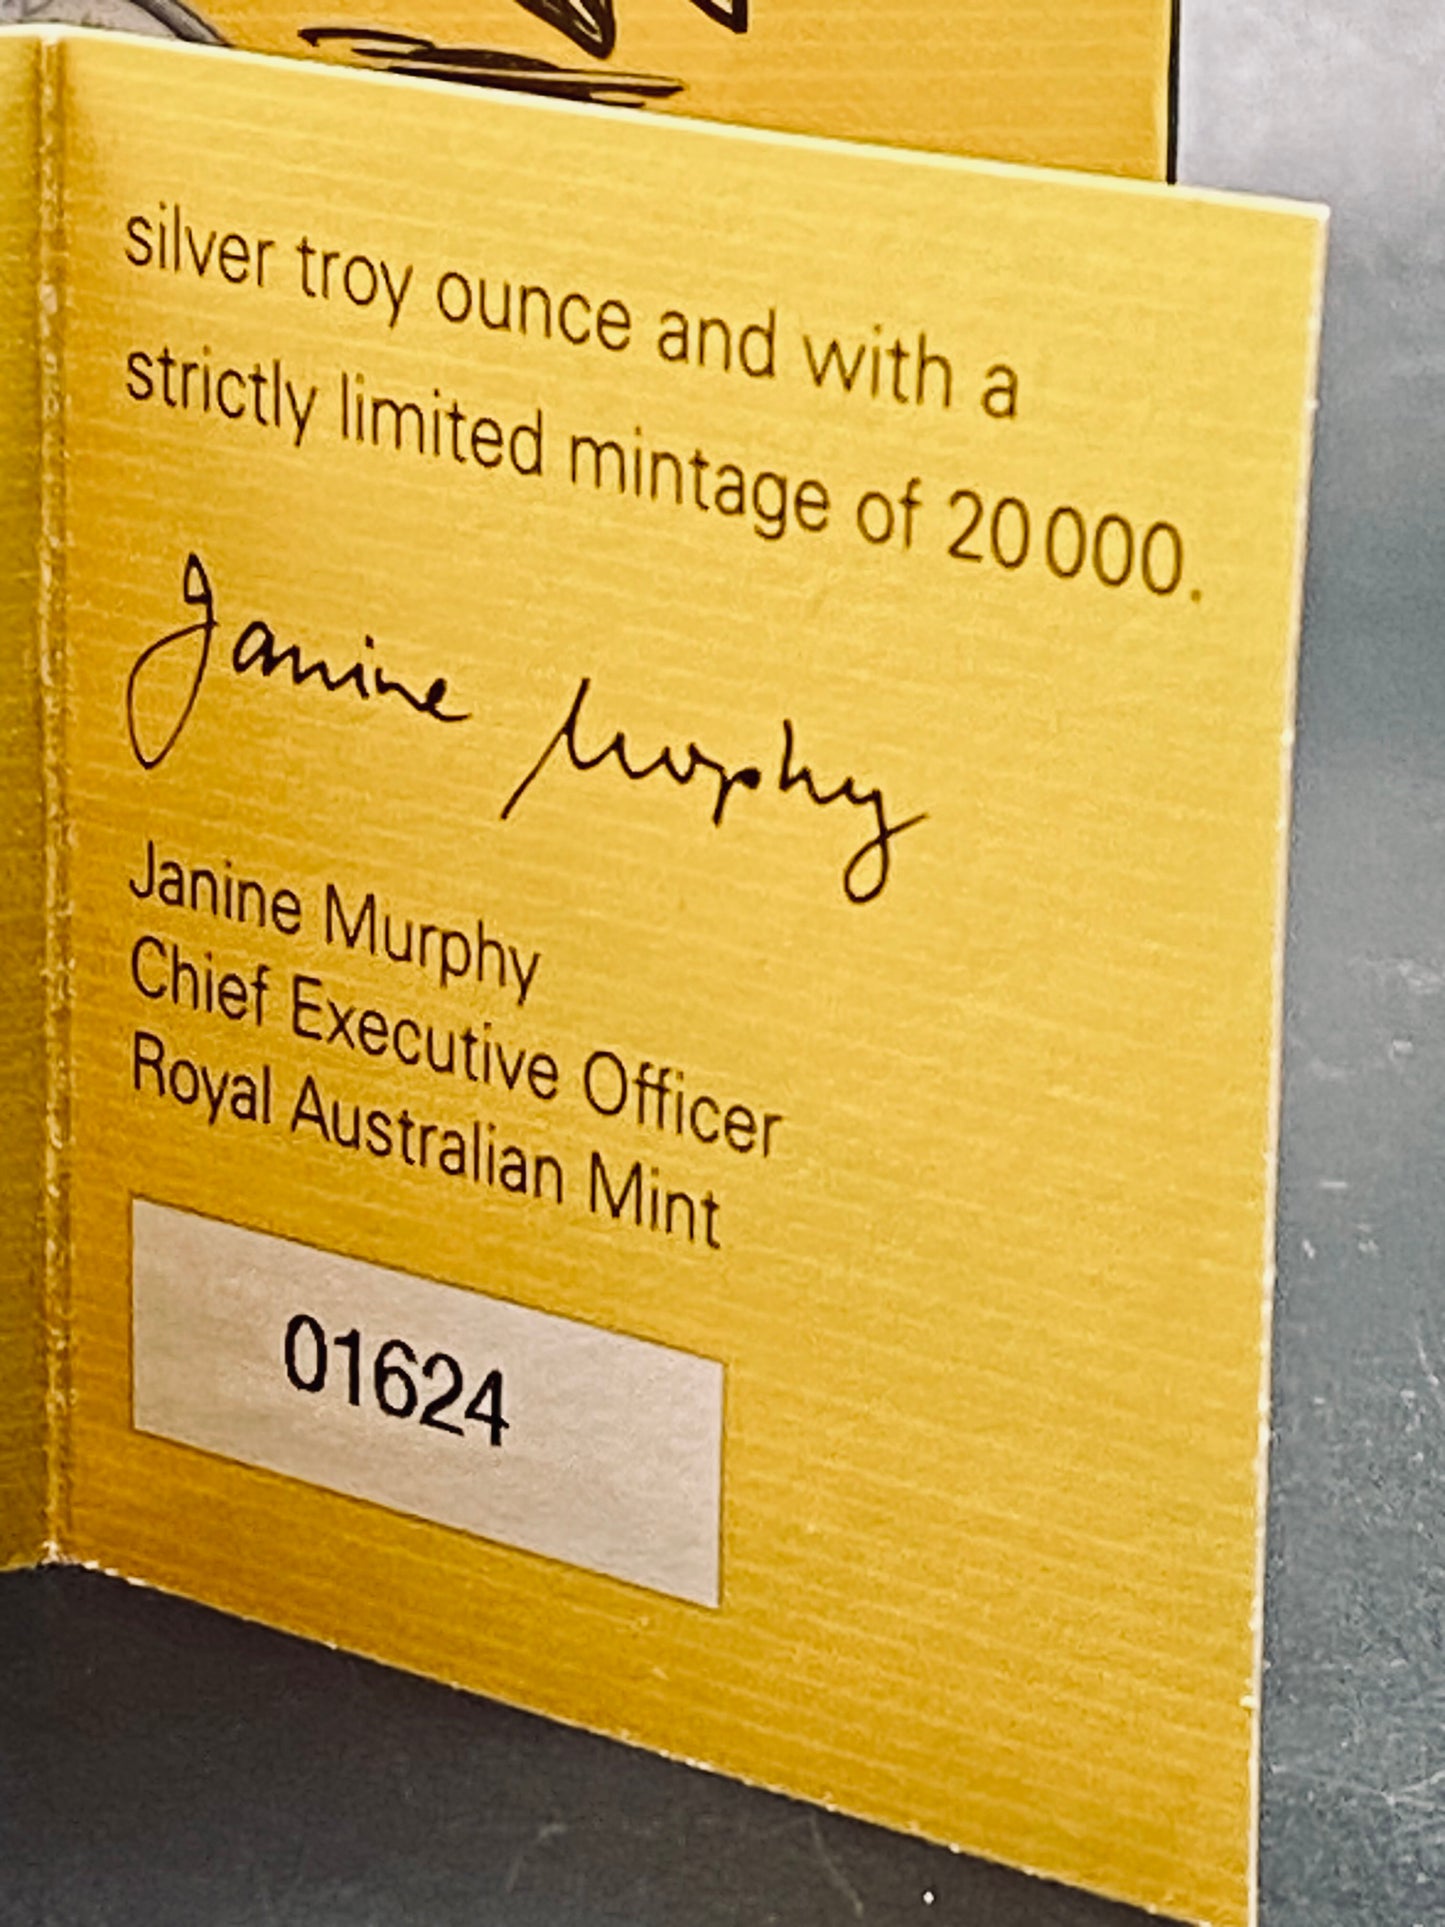 silver troy ounce and with a
strictly limited mintage of 20 000.
Janine Murphy
Janine Murphy
Chief Executive Officer
Royal Australian Mint
01624